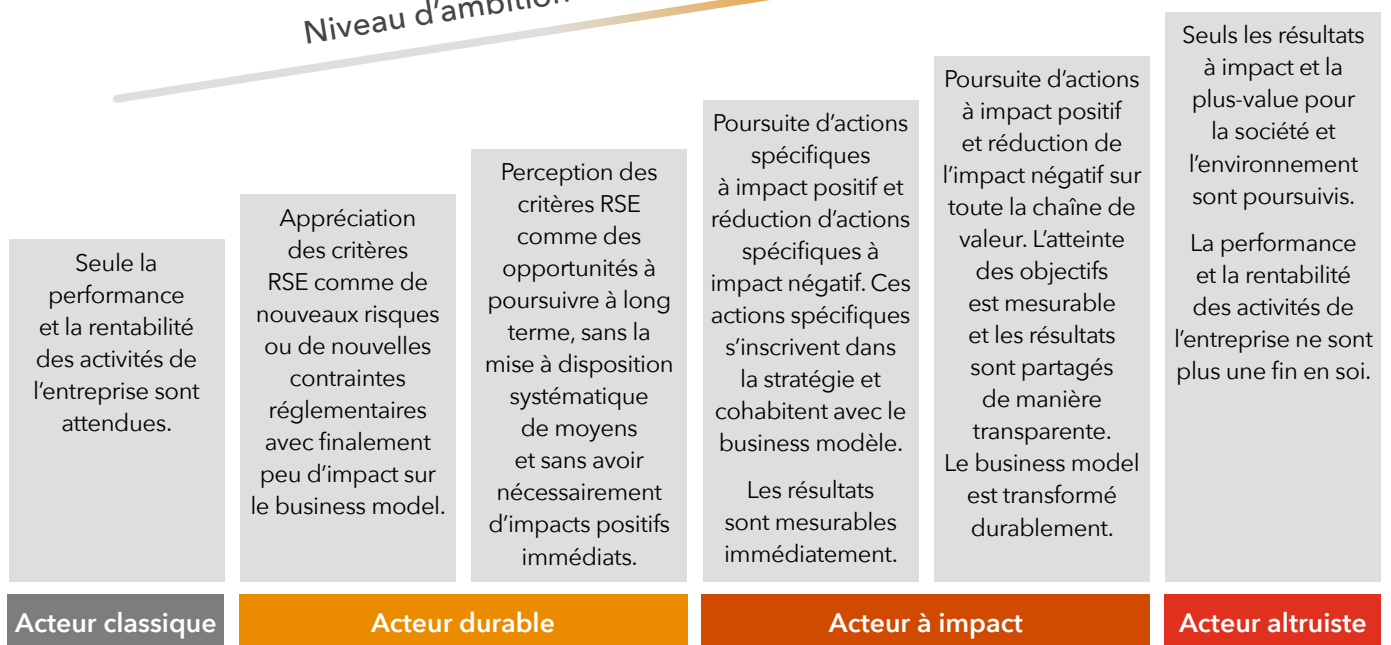 Niveau d'ambition
Seule la
performance
et la rentabilité
des activités de
l'entreprise sont
attendues.
Appréciation
des critères
RSE comme de
nouveaux risques
ou de nouvelles
contraintes
réglementaires
avec finalement
peu d'impact sur
le business model.
Perception des
critères RSE
comme des
opportunités à
poursuivre à long
terme, sans la
mise à disposition
systématique
de moyens
et sans avoir
nécessairement
d'impacts positifs
immédiats.
Poursuite d'actions
spécifiques
à impact positif et
réduction d'actions
spécifiques à
impact négatif. Ces
actions spécifiques
s'inscrivent dans
la stratégie et
cohabitent avec le
business modèle.
Les résultats
sont mesurables
immédiatement.
Poursuite d'actions
à impact positif
et réduction de
l'impact négatif sur
toute la chaîne de
valeur. L'atteinte
des objectifs
est mesurable
et les résultats
sont partagés
de manière
transparente.
Le business model
est transformé
durablement.
Seuls les résultats
à impact et la
plus-value pour
la société et
l'environnement
sont poursuivis.
La performance
et la rentabilité
des activités de
l'entreprise ne sont
plus une fin en soi.
Acteur classique
Acteur durable
Acteur à impact
Acteur altruiste